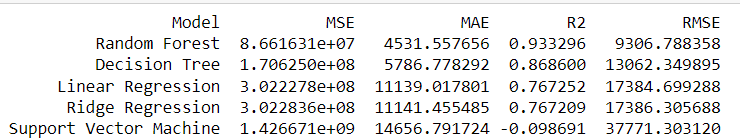 Model MSE MAE R2 RMSE
Random Forest 8.661631e+07 4531.557656 0.933296 9306.788358
Decision Tree 1.706250e+08 5786.778292 0.868600 13062.349895
Linear Regression 3.022278e+08 11139.017801 0.767252 17384.699288
Ridge Regression 3.022836e+08 11141.455485 0.767209 17386.305688
Support Vector Machine 1.426671e+09 14656.791724 -0.098691 37771.303120